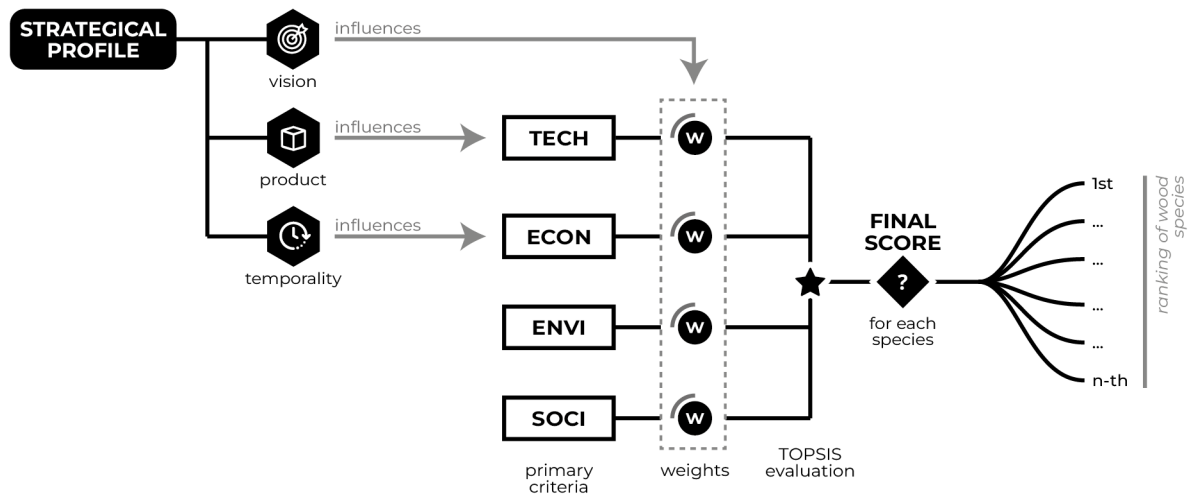 STRATEGICAL
PROFILE
influences
vision
influences
product
influences
temporality
TECH
W
ECON
W
ENVI
W
SOCI
W
primary
criteria
weights
TOPSIS
evaluation
FINAL
SCORE
?
for each
species
1st
...
...
...
...
n-th
ranking of wood
species